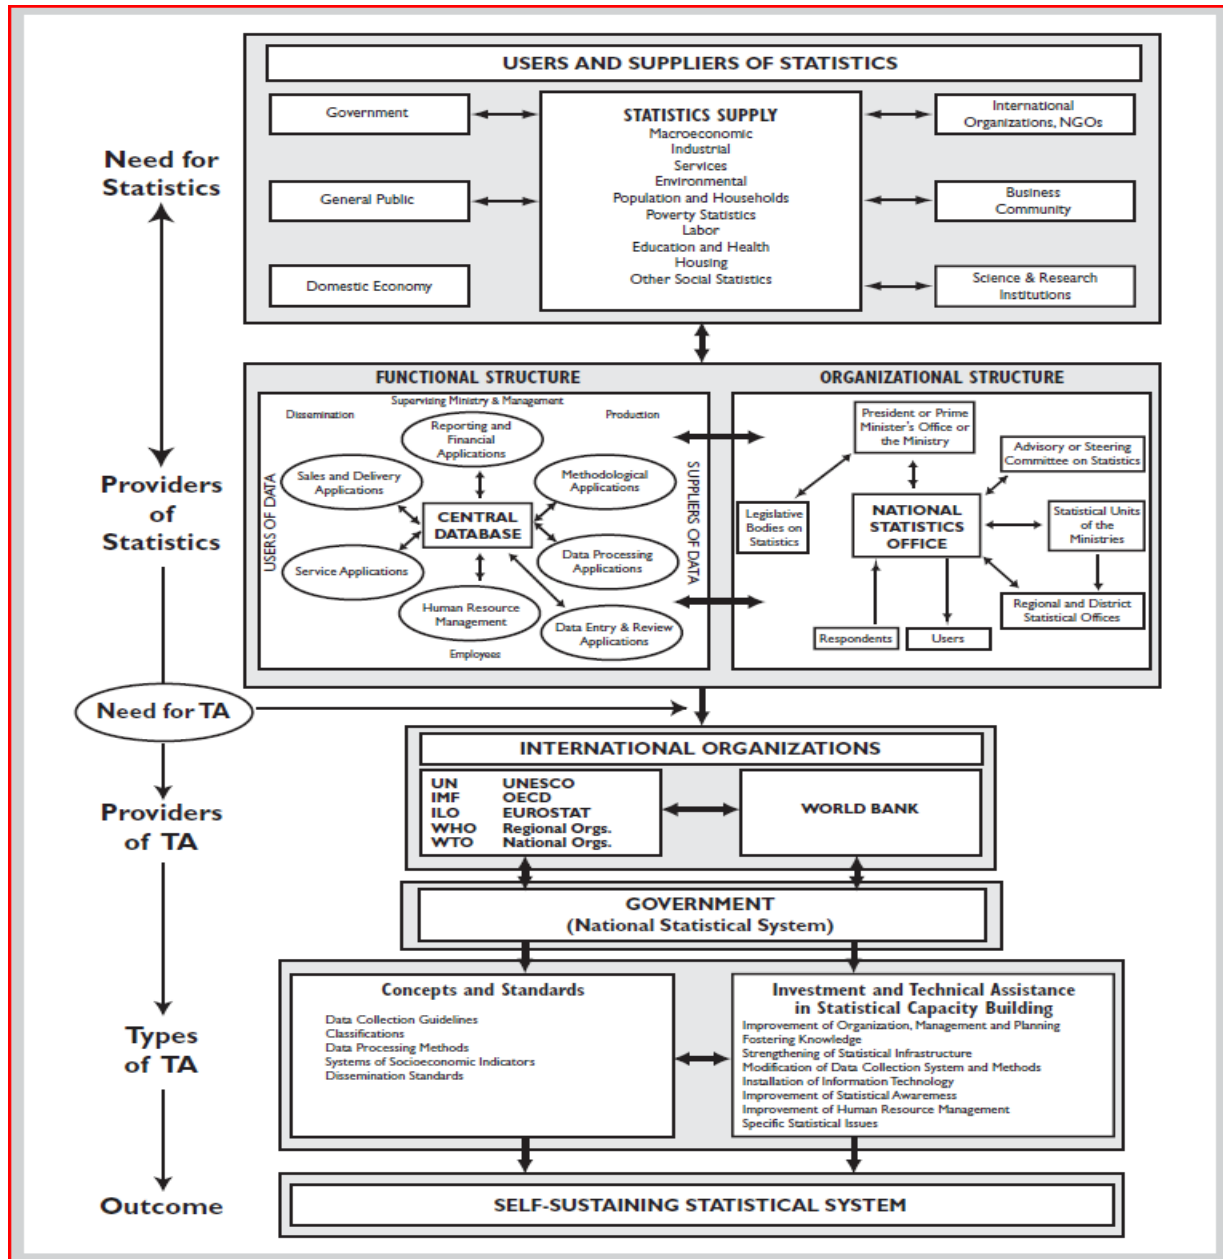 USERS AND SUPPLIERS OF STATISTICS
Government
General Public
Domestic Economy
STATISTICS SUPPLY
Macroeconomic
Industrial
Services
Environmental
Population and Households
Poverty Statistics
Labor
Education and Health
Housing
Other Social Statistics
International
Organizations, NGOs
Business
Community
Science & Research
Institutions
Need for
Statistics
FUNCTIONAL STRUCTURE
Supervising Ministry & Management
Dissemination
Production
Reporting and
Financial
Applications
Sales and Delivery
Applications
Methodological
Applications
CENTRAL
DATABASE
Service Applications
Data Processing
Applications
Human Resource
Management
Data Entry & Review
Applications
Employees
USERS OF DATA
SUPPLIERS OF DATA
ORGANIZATIONAL STRUCTURE
President or Prime
Minister's Office or
the Ministry
Advisory or Steering
Committee on Statistics
Legislative
Bodies on
Statistics
NATIONAL
STATISTICS
OFFICE
Statistical Units
of the
Ministries
Regional and District
Statistical Offices
Respondents
Users
Providers
of
Statistics
Need for TA
INTERNATIONAL ORGANIZATIONS
UN UNESCO
IMF OECD
ILO EUROSTAT
WHO Regional Orgs.
WTO National Orgs.
WORLD BANK
Providers
of TA
GOVERNMENT
(National Statistical System)
Concepts and Standards
Data Collection Guidelines
Classifications
Data Processing Methods
Systems of Socioeconomic Indicators
Dissemination Standards
Investment and Technical Assistance
in Statistical Capacity Building
Improvement of Organization, Management and Planning
Fostering Knowledge
Strengthening of Statistical Infrastructure
Modification of Data Collection System and Methods
Installation of Information Technology
Improvement of Statistical Awareness
Improvement of Human Resource Management
Specific Statistical Issues
Types
of TA
Outcome
SELF-SUSTAINING STATISTICAL SYSTEM